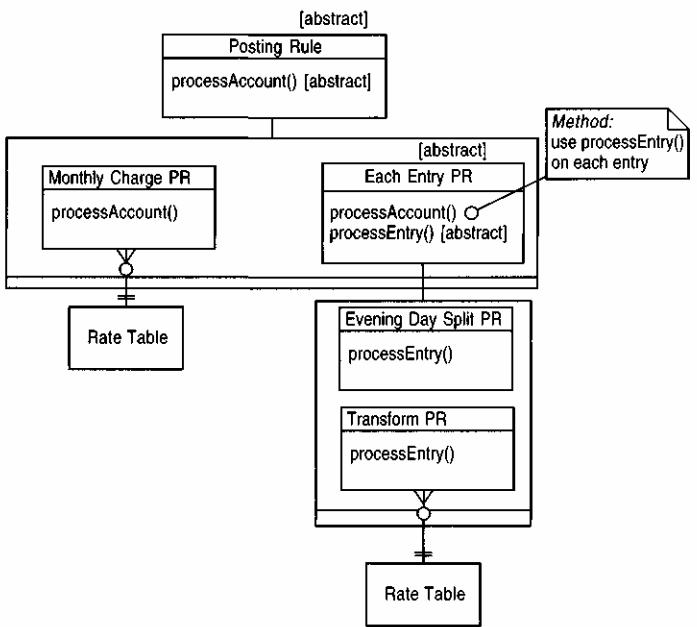 [abstract]
Posting Rule
processAccount() [abstract]
Method:
use processEntry()
on each entry
[abstract]
Monthly Charge PR
processAccount()
Each Entry PR
processAccount()
processEntry() [abstract]
Rate Table
Evening Day Split PR
processEntry()
Transform PR
processEntry()
Rate Table